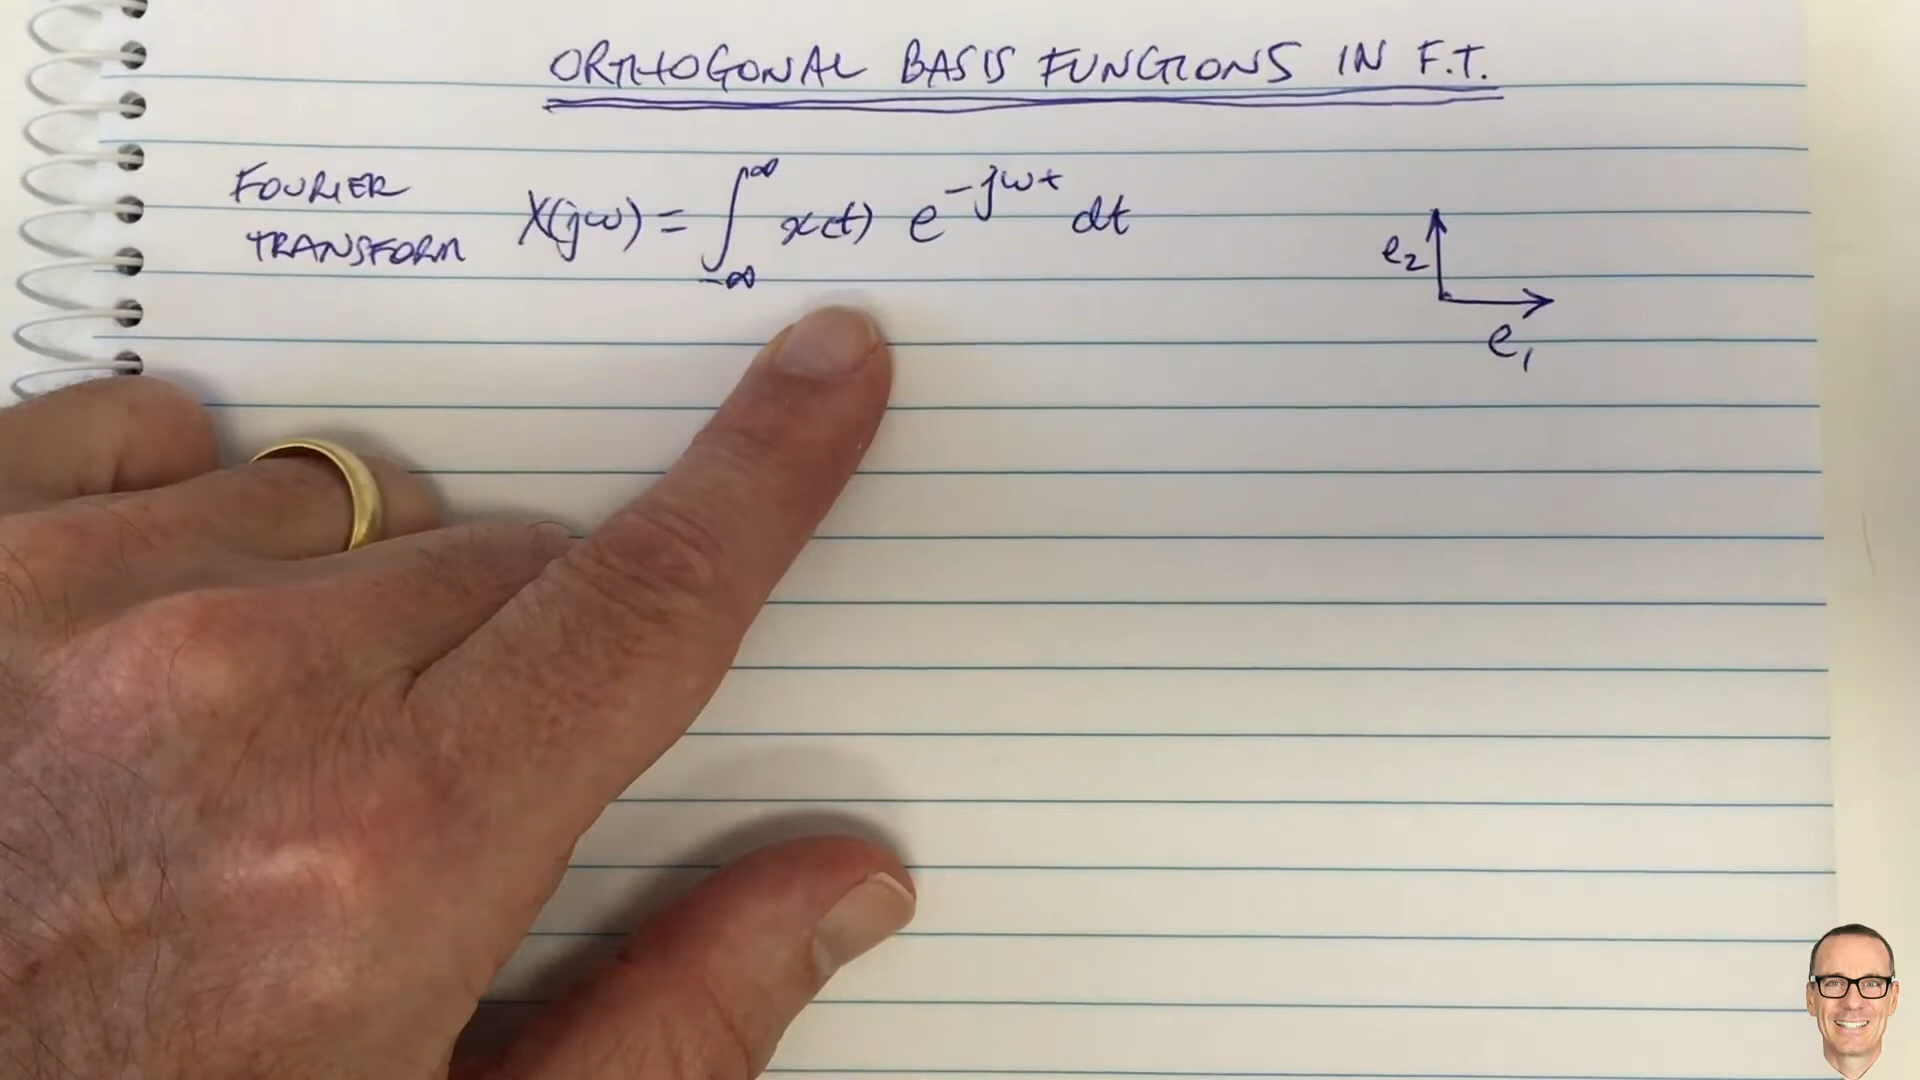 ORTHOGONAL BASIS FUNCTIONS IN F.T.
FOURIER TRANSFORM
X(jω) = ∫_{-∞}^{∞} x(t) e^{-jωt} dt
e₂
e₁